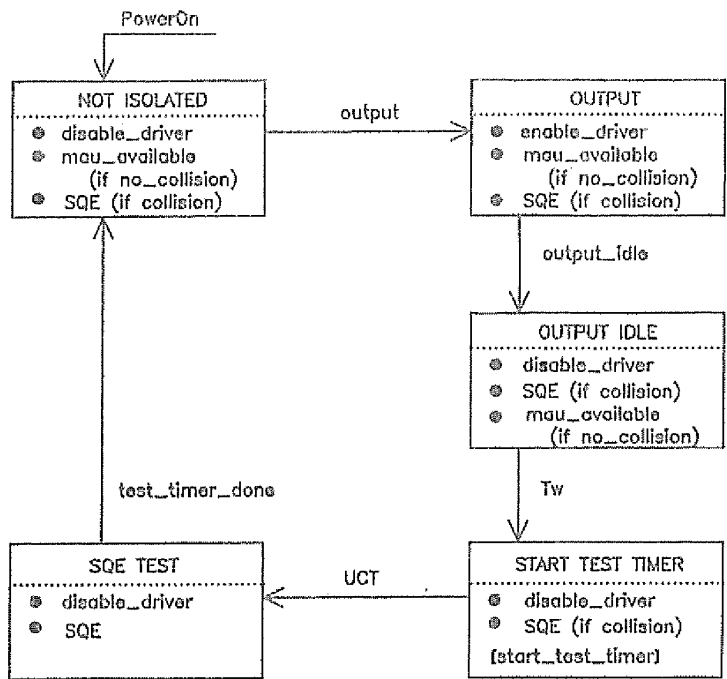 PowerOn
NOT ISOLATED
● disable_driver
● mau_available
(if no_collision)
● SQE (if collision)
output
OUTPUT
● enable_driver
● mau_available
(if no_collision)
● SQE (if collision)
output_idle
OUTPUT IDLE
● disable_driver
● SQE (if collision)
● mau_available
(if no_collision)
Tw
START TEST TIMER
● disable_driver
● SQE (if collision)
[start_test_timer]
UCT
SQE TEST
● disable_driver
● SQE
test_timer_done